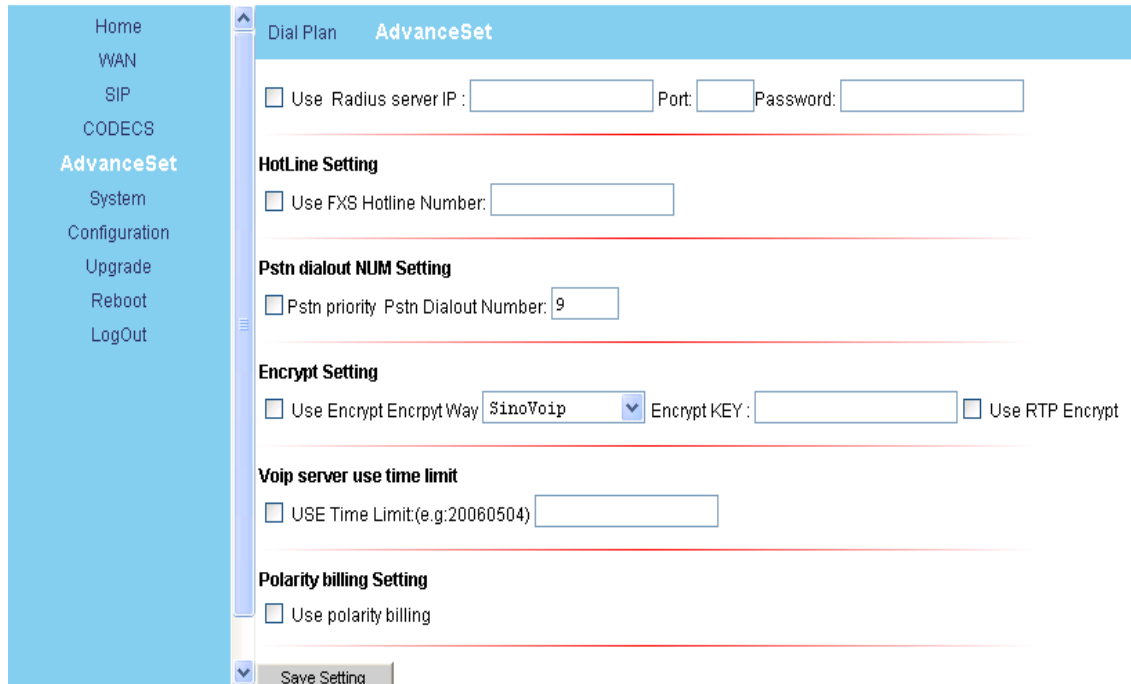 Home
WAN
SIP
CODECS
AdvanceSet
System
Configuration
Upgrade
Reboot
LogOut
Dial Plan AdvanceSet
Use Radius server IP : Port: Password:
HotLine Setting
Use FXS Hotline Number:
Pstn dialout NUM Setting
Pstn priority Pstn Dialout Number: 9
Encrypt Setting
Use Encrypt Encrpyt Way SinoVoip Encrypt KEY : Use RTP Encrypt
Voip server use time limit
USE Time Limit:(e.g:20060504)
Polarity billing Setting
Use polarity billing
Save Setting